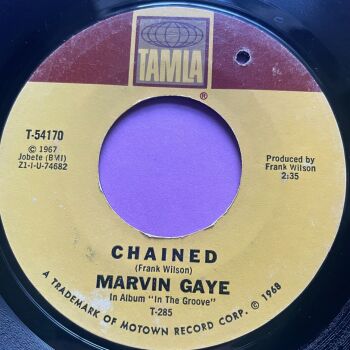 TAMLA
®
T-54170
© 1967
Jobete (BMI)
Z1-I-U-74682
Produced by
Frank Wilson
2:35
CHAINED
(Frank Wilson)
MARVIN GAYE
In Album "In The Groove"
T-285
A TRADEMARK OF MOTOWN RECORD CORP. © 1968